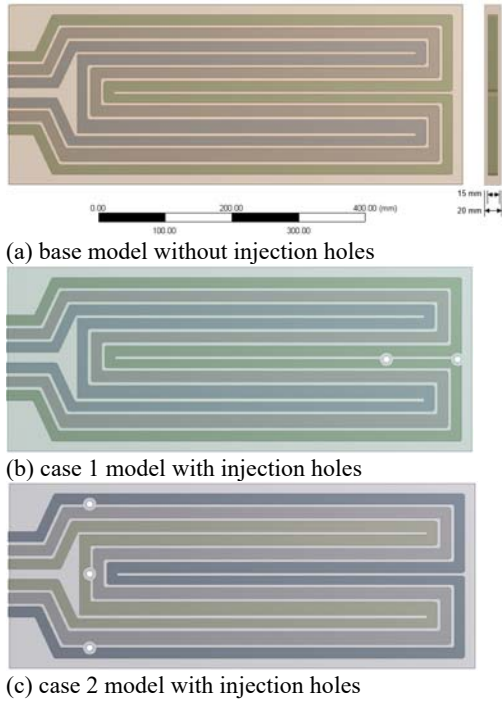 15 mm
20 mm
0.00 200.00 400.00 (mm)
100.00 300.00
(a) base model without injection holes
(b) case 1 model with injection holes
(c) case 2 model with injection holes